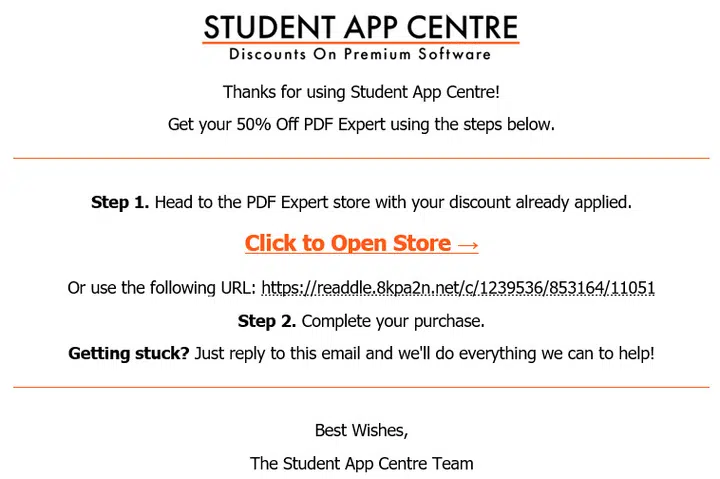 STUDENT APP CENTRE
Discounts On Premium Software
Thanks for using Student App Centre!
Get your 50% Off PDF Expert using the steps below.
Step 1. Head to the PDF Expert store with your discount already applied.
Click to Open Store →
Or use the following URL: https://readdle.8kpa2n.net/c/1239536/853164/11051
Step 2. Complete your purchase.
Getting stuck? Just reply to this email and we'll do everything we can to help!
Best Wishes,
The Student App Centre Team